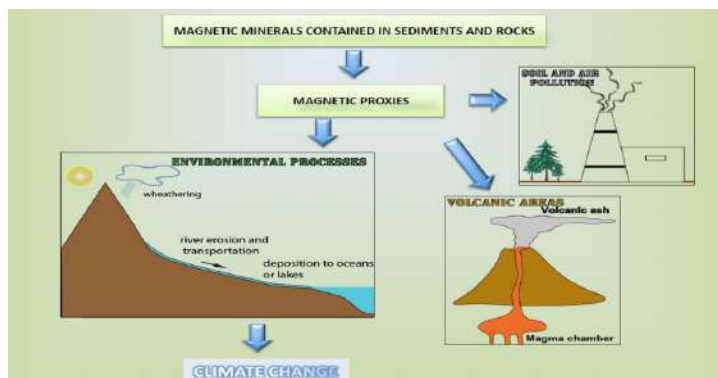 MAGNETIC MINERALS CONTAINED IN SEDIMENTS AND ROCKS
MAGNETIC PROXIES
SOIL AND AIR
POLLUTION
ENVIRONMENTAL PROCESSES
wheathering
river erosion and
transportation
deposition to oceans
or lakes
VOLCANIC AREAS
Volcanic ash
Magma chamber
CLIMATE CHANGE